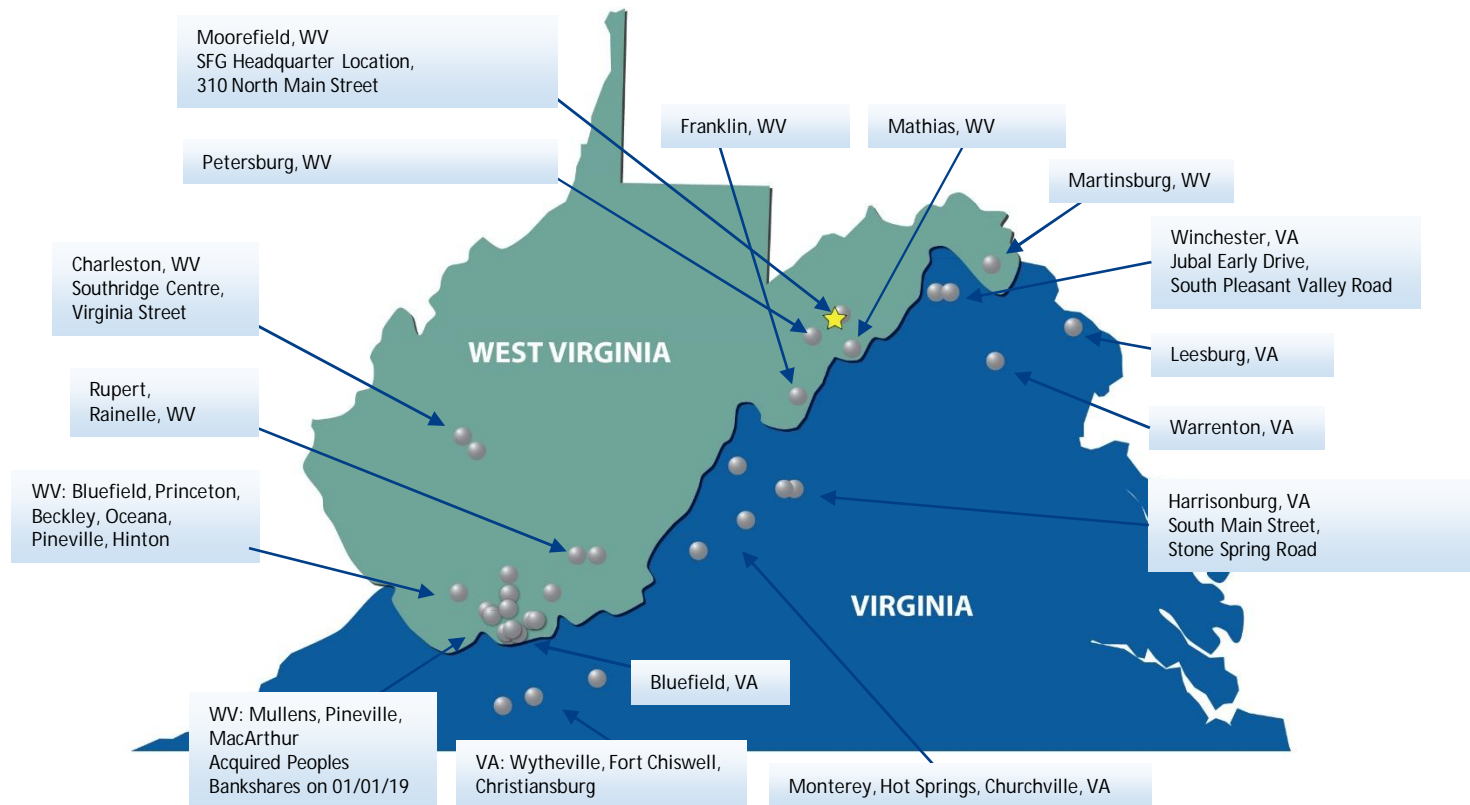 Moorefield, WV
SFG Headquarter Location,
310 North Main Street
Franklin, WV
Mathias, WV
Petersburg, WV
Martinsburg, WV
Winchester, VA
Jubal Early Drive,
South Pleasant Valley Road
Charleston, WV
Southridge Centre,
Virginia Street
WEST VIRGINIA
Leesburg, VA
Rupert,
Rainelle, WV
Warrenton, VA
WV: Bluefield, Princeton,
Beckley, Oceana,
Pineville, Hinton
Harrisonburg, VA
South Main Street,
Stone Spring Road
VIRGINIA
Bluefield, VA
WV: Mullens, Pineville,
MacArthur
Acquired Peoples
Bankshares on 01/01/19
VA: Wytheville, Fort Chiswell,
Christiansburg
Monterey, Hot Springs, Churchville, VA